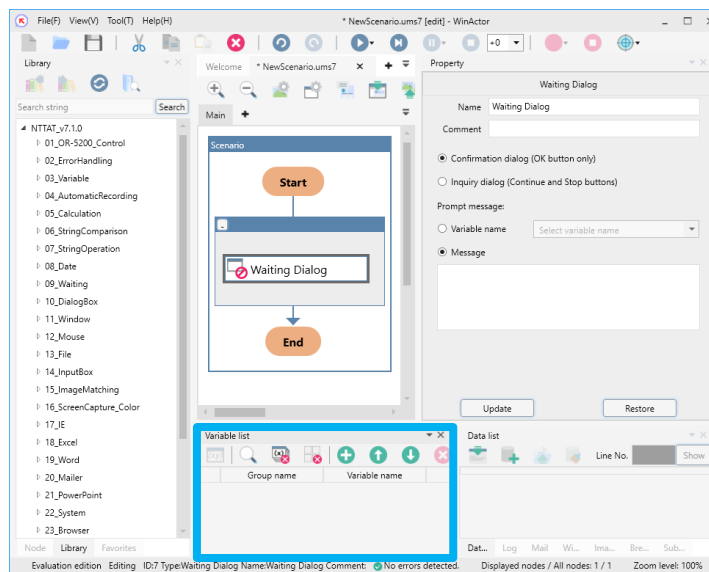 File(F) View(V) Tool(T) Help(H)
* NewScenario.ums7 [edit] - WinActor
+0
Library
Search string
Search
NTTAT_v7.1.0
01_OR-5200_Control
02_ErrorHandling
03_Variable
04_AutomaticRecording
05_Calculation
06_StringComparison
07_StringOperation
08_Date
09_Waiting
10_DialogBox
11_Window
12_Mouse
13_File
14_InputBox
15_ImageMatching
16_ScreenCapture_Color
17_IE
18_Excel
19_Word
20_Mailer
21_PowerPoint
22_System
23_Browser
Node Library Favorites
Welcome * NewScenario.ums7
Main
Scenario
Start
Waiting Dialog
End
Property
Waiting Dialog
Name Waiting Dialog
Comment
Confirmation dialog (OK button only)
Inquiry dialog (Continue and Stop buttons)
Prompt message:
Variable name Select variable name
Message
Update Restore
Variable list
Group name Variable name
Data list
Line No. Show
Dat... Log Mail Wi... Ima... Bre... Sub...
Evaluation edition Editing ID:7 Type:Waiting Dialog Name:Waiting Dialog Comment: No errors detected. Displayed nodes / All nodes: 1 / 1 Zoom level: 100%